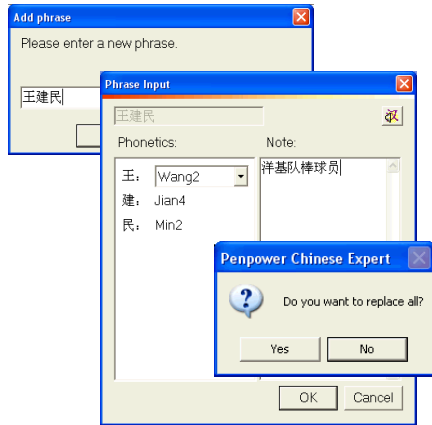 Add phrase
Please enter a new phrase.
王建民
Phrase Input
王建民
汉
Phonetics:
Note:
王： Wang2
洋基队棒球员
建， Jian4
民： Min2
Penpower Chinese Expert
Do you want to replace all?
Yes No
OK Cancel